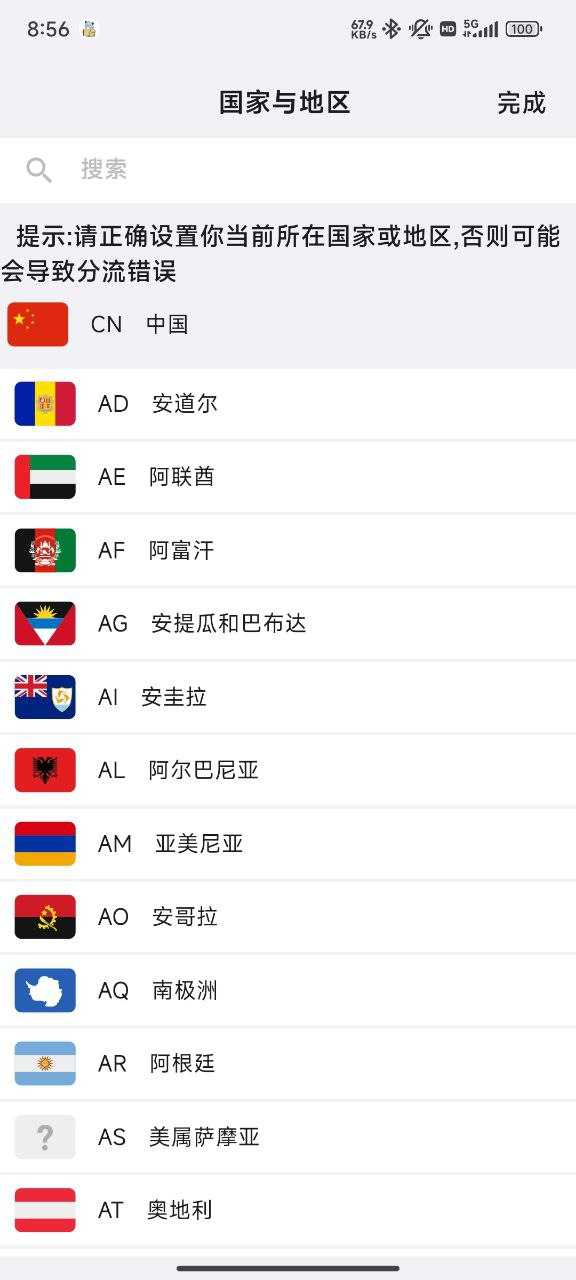 8:56 67.9 KB/s HD 5G 100
国家与地区 完成
搜索
提示:请正确设置你当前所在国家或地区,否则可能
会导致分流错误
CN 中国
AD 安道尔
AE 阿联酋
AF 阿富汗
AG 安提瓜和巴布达
AI 安圭拉
AL 阿尔巴尼亚
AM 亚美尼亚
AO 安哥拉
AQ 南极洲
AR 阿根廷
? AS 美属萨摩亚
AT 奥地利